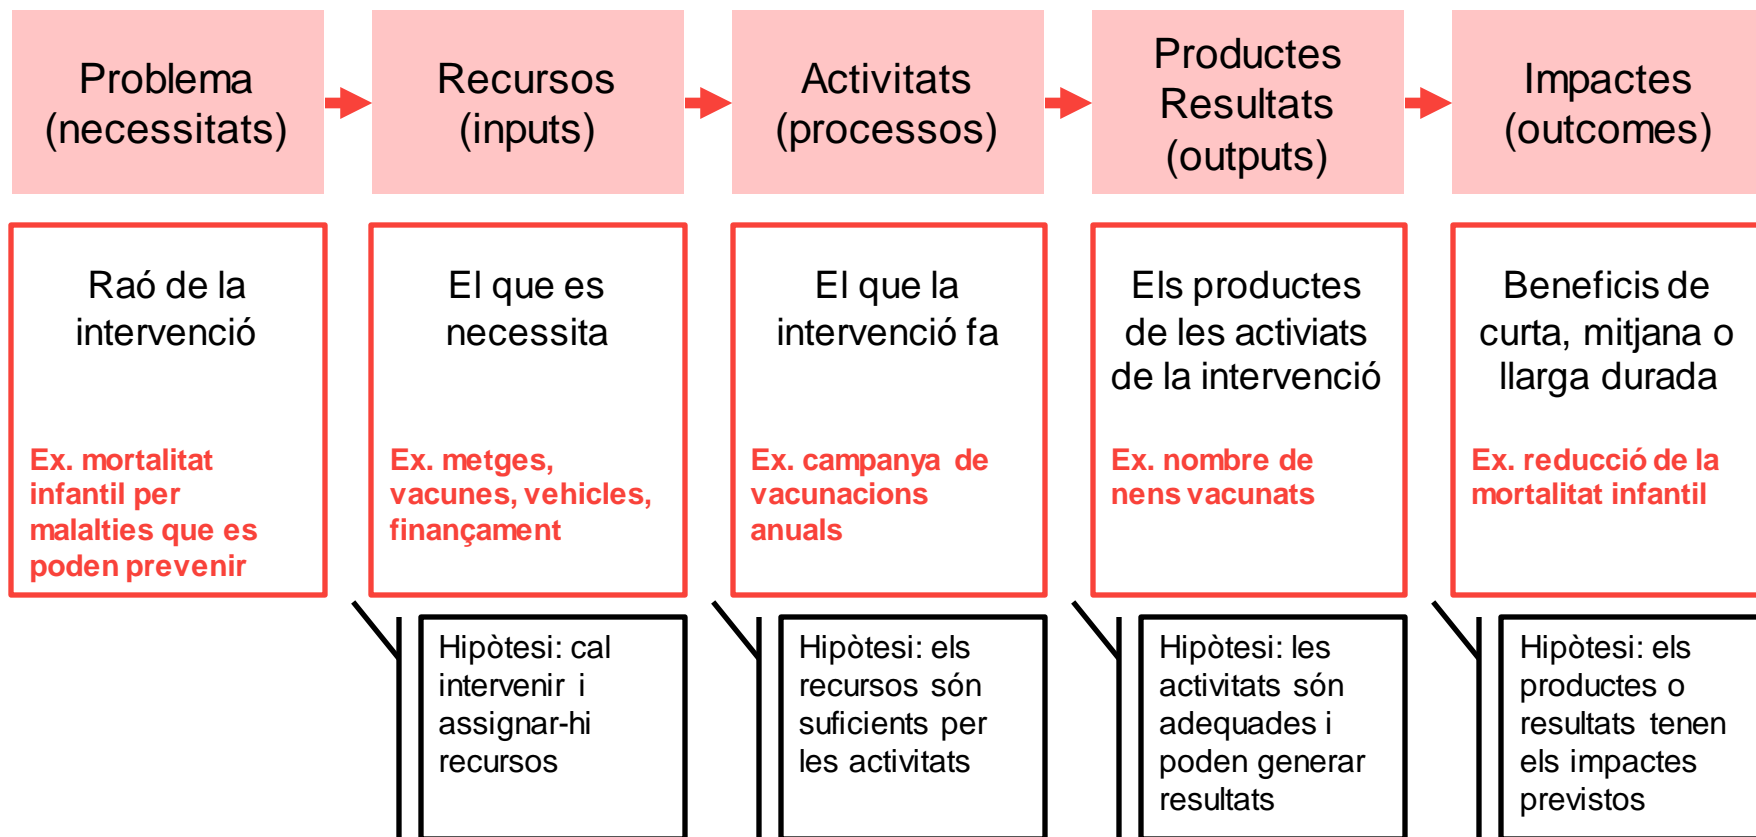 Problema
(necessitats)
Recursos
(inputs)
Activitats
(processos)
Productes
Resultats
(outputs)
Impactes
(outcomes)
Raó de la
intervenció
Ex. mortalitat
infantil per
malalties que es
poden prevenir
El que es
necessita
Ex. metges,
vacunes, vehicles,
finançament
El que la
intervenció fa
Ex. campanya de
vacunacions
anuals
Els productes
de les activiats
de la intervenció
Ex. nombre de
nens vacunats
Beneficis de
curta, mitjana o
llarga durada
Ex. reducció de la
mortalitat infantil
Hipòtesi: cal
intervenir i
assignar-hi
recursos
Hipòtesi: els
recursos són
suficients per
les activitats
Hipòtesi: les
activitats són
adequades i
poden generar
resultats
Hipòtesi: els
productes o
resultats tenen
els impactes
previstos